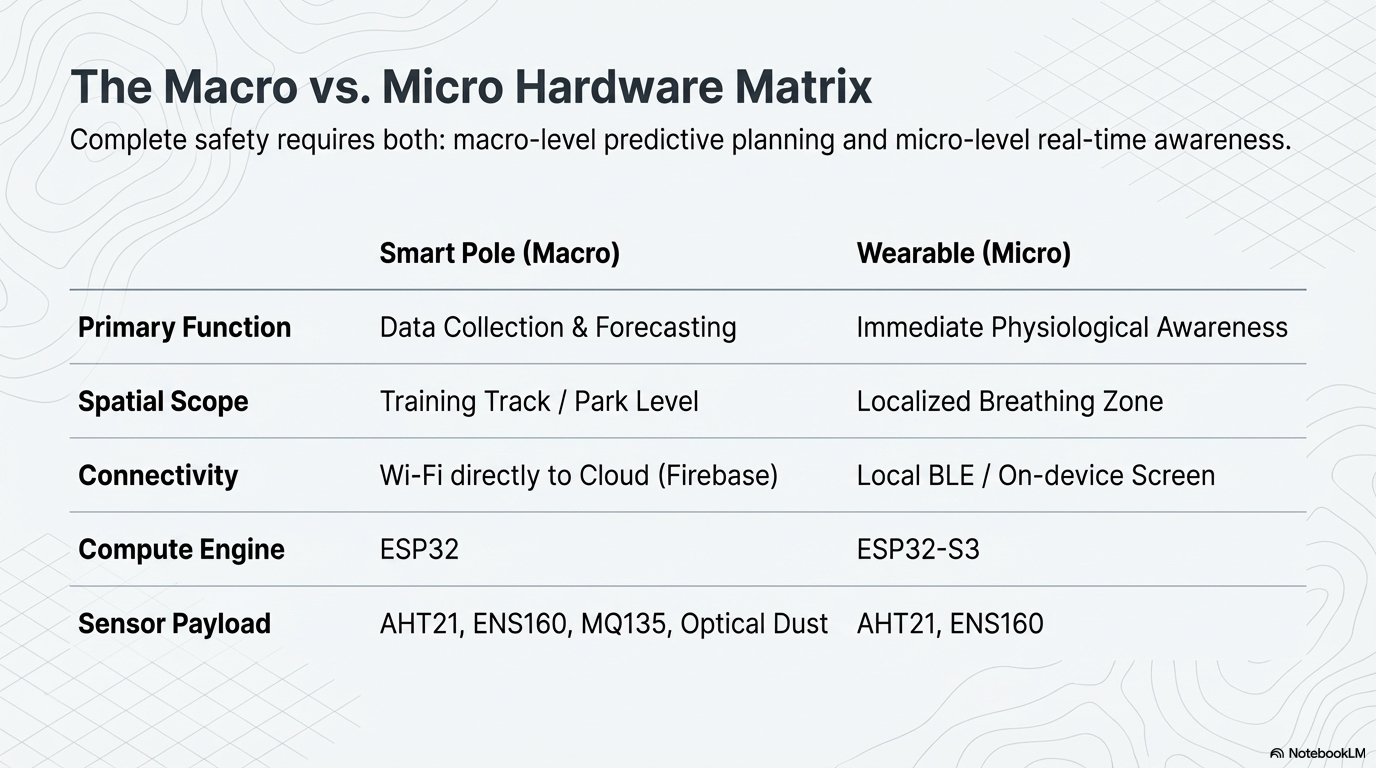 The Macro vs. Micro Hardware Matrix
Complete safety requires both: macro-level predictive planning and micro-level real-time awareness.
Smart Pole (Macro) Wearable (Micro)
Primary Function Data Collection & Forecasting Immediate Physiological Awareness
Spatial Scope Training Track / Park Level Localized Breathing Zone
Connectivity Wi-Fi directly to Cloud (Firebase) Local BLE / On-device Screen
Compute Engine ESP32 ESP32-S3
Sensor Payload AHT21, ENS160, MQ135, Optical Dust AHT21, ENS160
NotebookLM